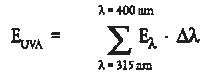 λ = 400 nm
E_UVA = ∑ E_λ · Δλ
λ = 315 nm